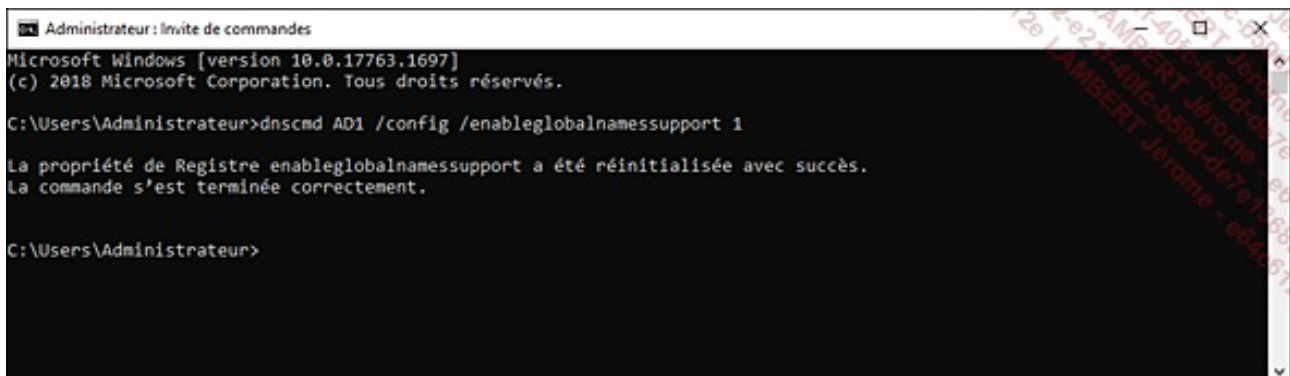 Administrateur : Invite de commandes
Microsoft Windows [version 10.0.17763.1697]
(c) 2018 Microsoft Corporation. Tous droits réservés.
C:\Users\Administrateur>dnscmd AD1 /config /enableglobalnamessupport 1
La propriété de Registre enableglobalnamessupport a été réinitialisée avec succès.
La commande s’est terminée correctement.
C:\Users\Administrateur>
LAMBERT Jérome